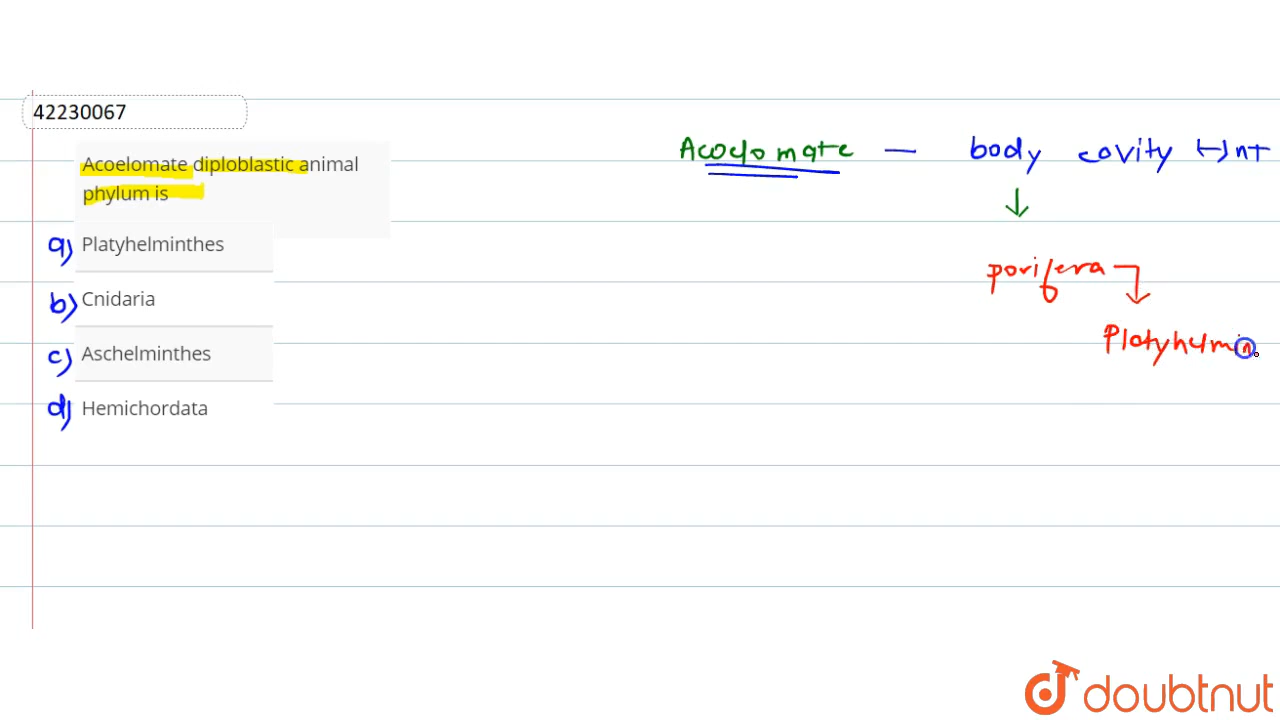 42230067
Acoelomate diploblastic animal
phylum is
a) Platyhelminthes
b) Cnidaria
c) Aschelminthes
d) Hemichordata
Acoelomate — body cavity
porifera
Platyhelmin
doubtnut